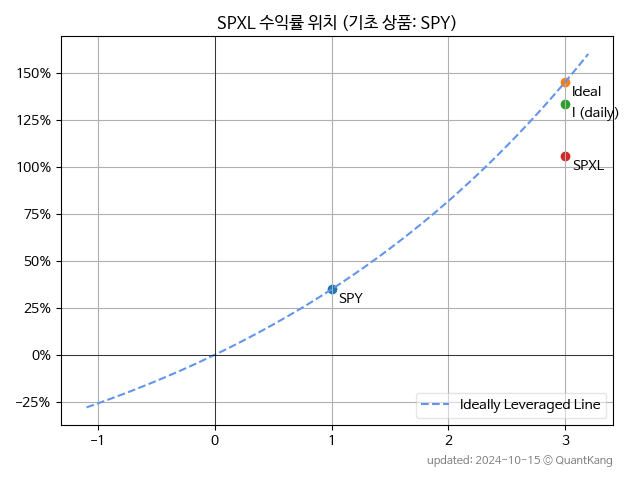 SPXL 수익률 위치 (기초 상품: SPY)
150%
125%
100%
75%
50%
25%
0%
−25%
Ideal
I (daily)
SPXL
SPY
Ideally Leveraged Line
−1
0
1
2
3
updated: 2024-10-15 © QuantKang